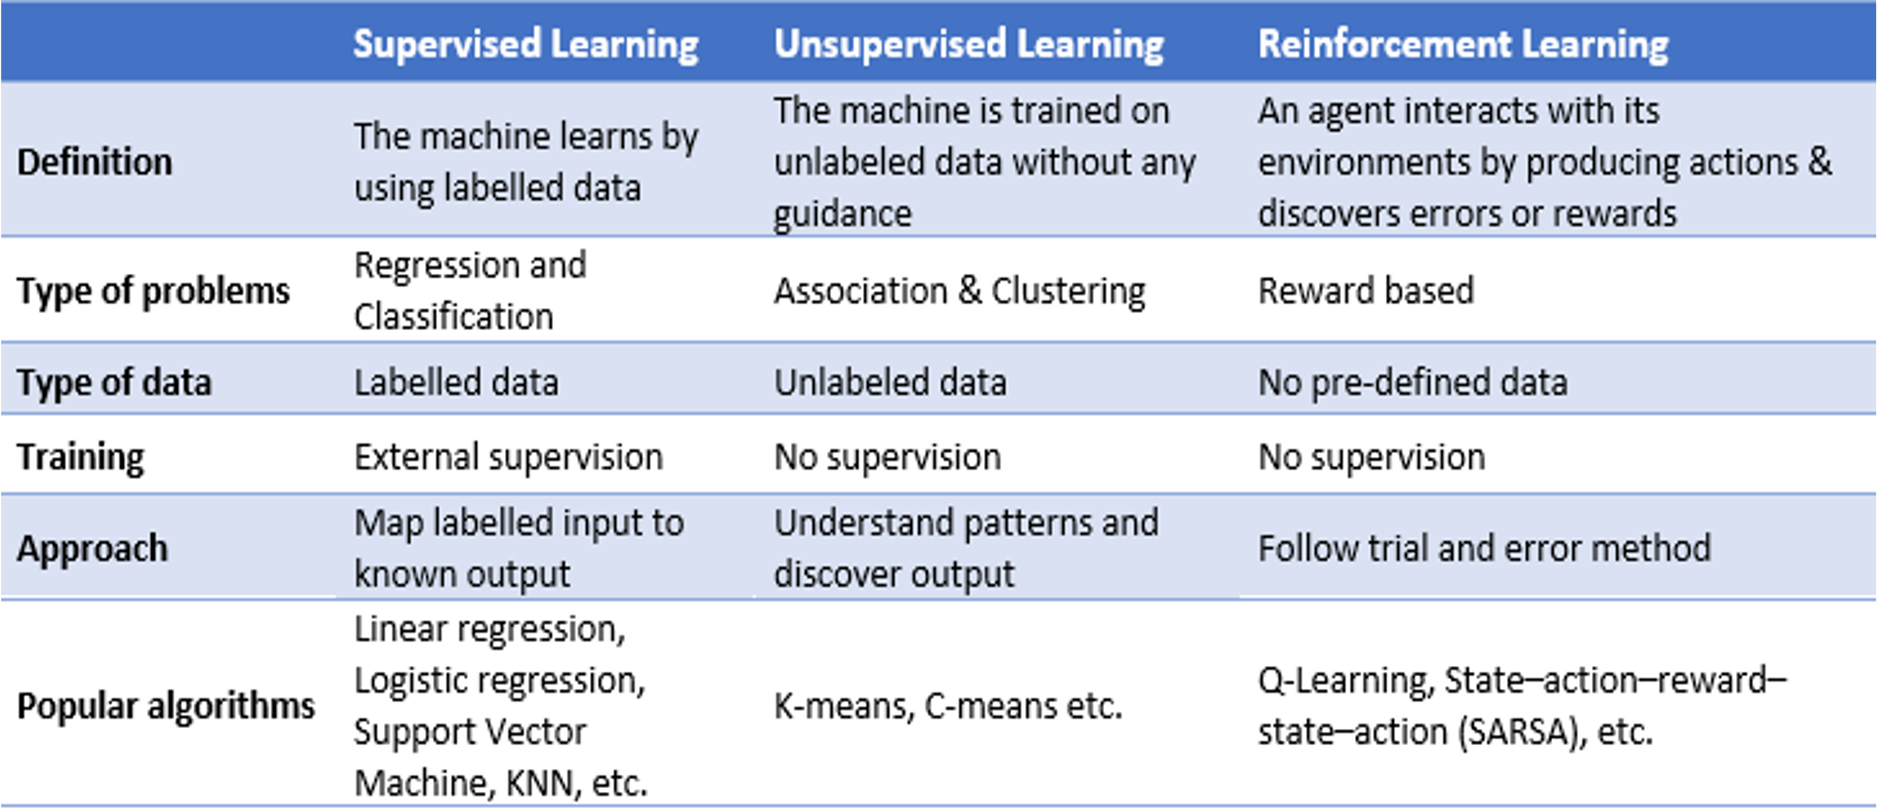 Supervised Learning Unsupervised Learning Reinforcement Learning
Definition
The machine learns by
using labelled data
The machine is trained on
unlabeled data without any
guidance
An agent interacts with its
environments by producing actions &
discovers errors or rewards
Type of problems
Regression and
Classification
Association & Clustering
Reward based
Type of data
Labelled data
Unlabeled data
No pre-defined data
Training
External supervision
No supervision
No supervision
Approach
Map labelled input to
known output
Understand patterns and
discover output
Follow trial and error method
Popular algorithms
Linear regression,
Logistic regression,
Support Vector
Machine, KNN, etc.
K-means, C-means etc.
Q-Learning, State–action–reward–
state–action (SARSA), etc.